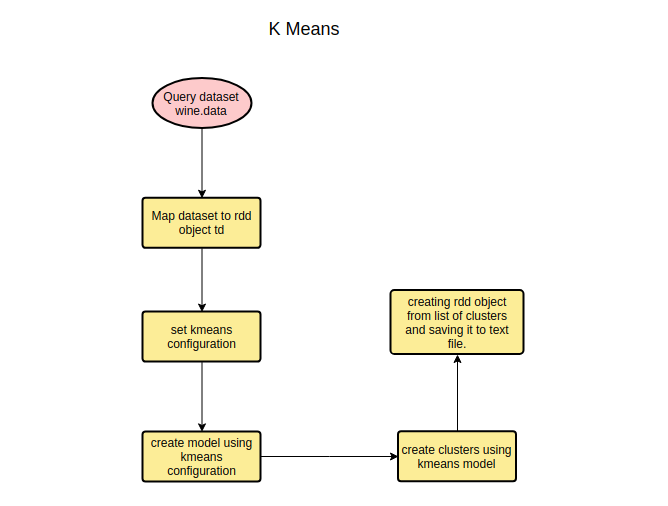 K Means
Query dataset
wine.data
Map dataset to rdd
object td
set kmeans
configuration
create model using
kmeans
configuration
create clusters using
kmeans model
creating rdd object
from list of clusters
and saving it to text
file.